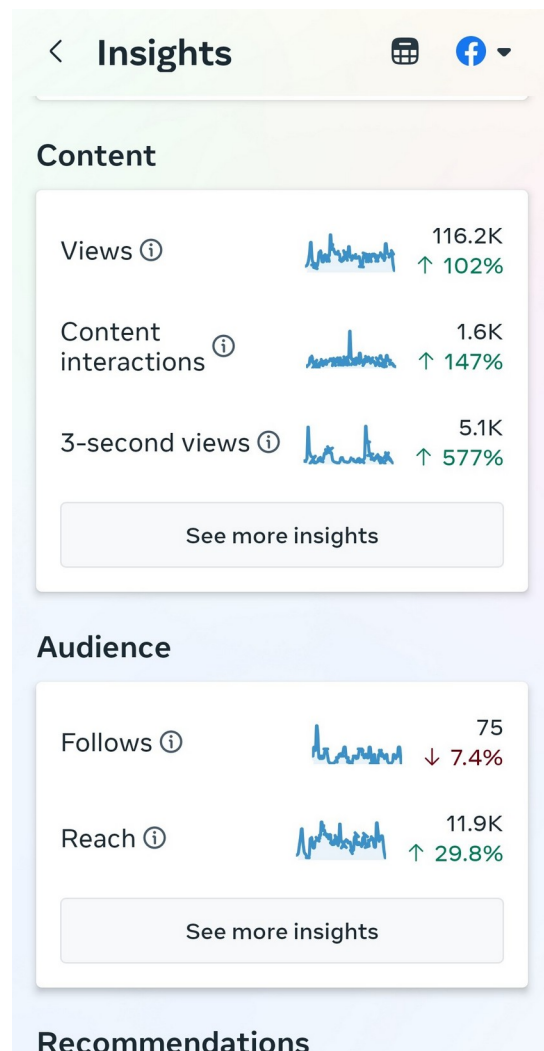 Insights
Content
Views
116.2K
↑ 102%
Content
interactions
1.6K
↑ 147%
3-second views
5.1K
↑ 577%
See more insights
Audience
Follows
75
↓ 7.4%
Reach
11.9K
↑ 29.8%
See more insights
Recommendations